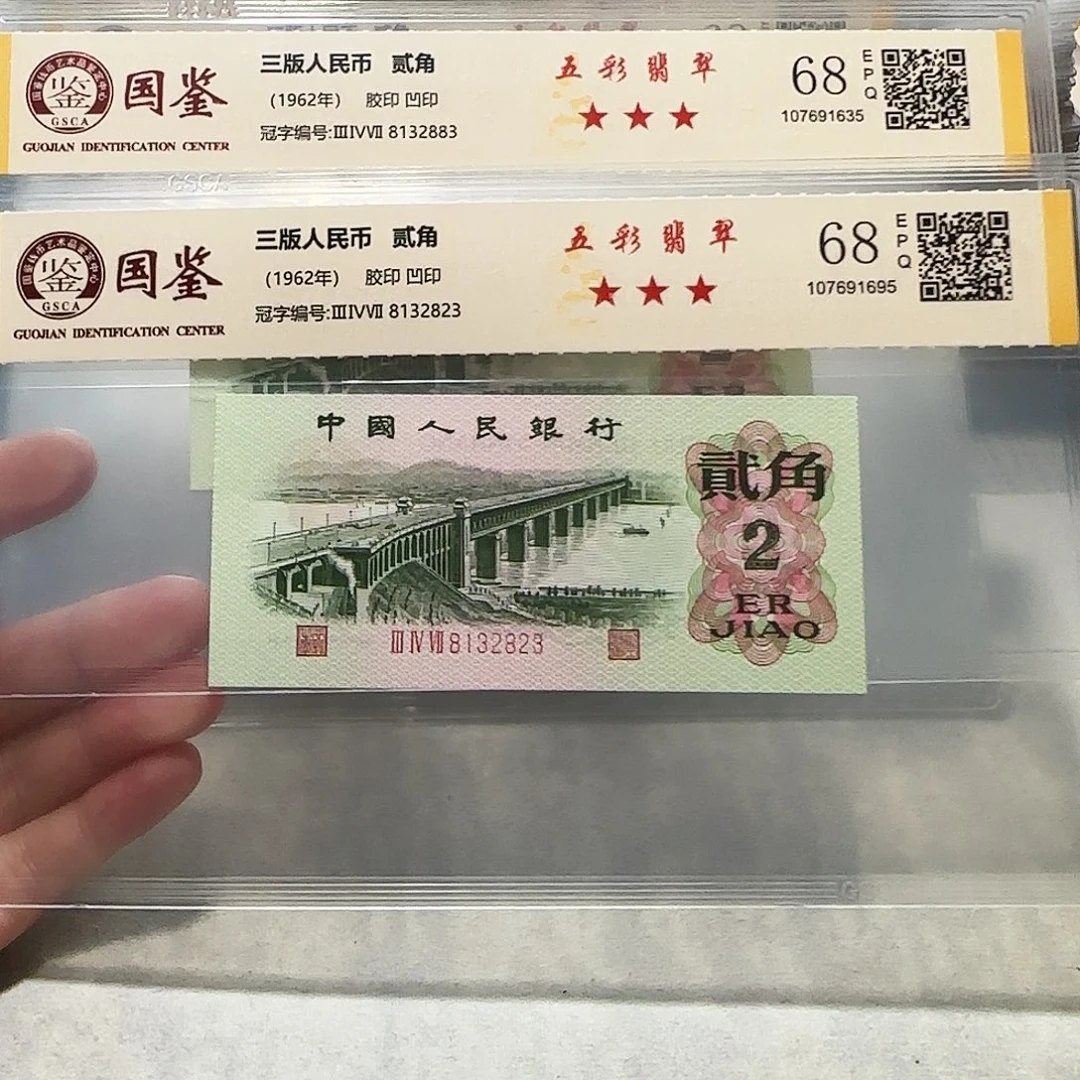 国鉴
GSCA
GUOJIAN IDENTIFICATION CENTER
三版人民币 贰角
(1962年) 胶印 凹印
冠字编号:ⅢⅣⅦ 8132883
五彩翡翠
★★★
68
EPQ
107691635
GSCA
国鉴
GSCA
GUOJIAN IDENTIFICATION CENTER
三版人民币 贰角
(1962年) 胶印 凹印
冠字编号:ⅢⅣⅦ 8132823
五彩翡翠
★★★
68
EPQ
107691695
中國人民銀行
貳角
2
ER
JIAO
ⅢⅣⅦ8132823